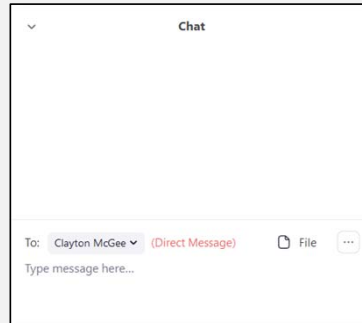 Chat
To: Clayton McGee (Direct Message) File ...
Type message here...